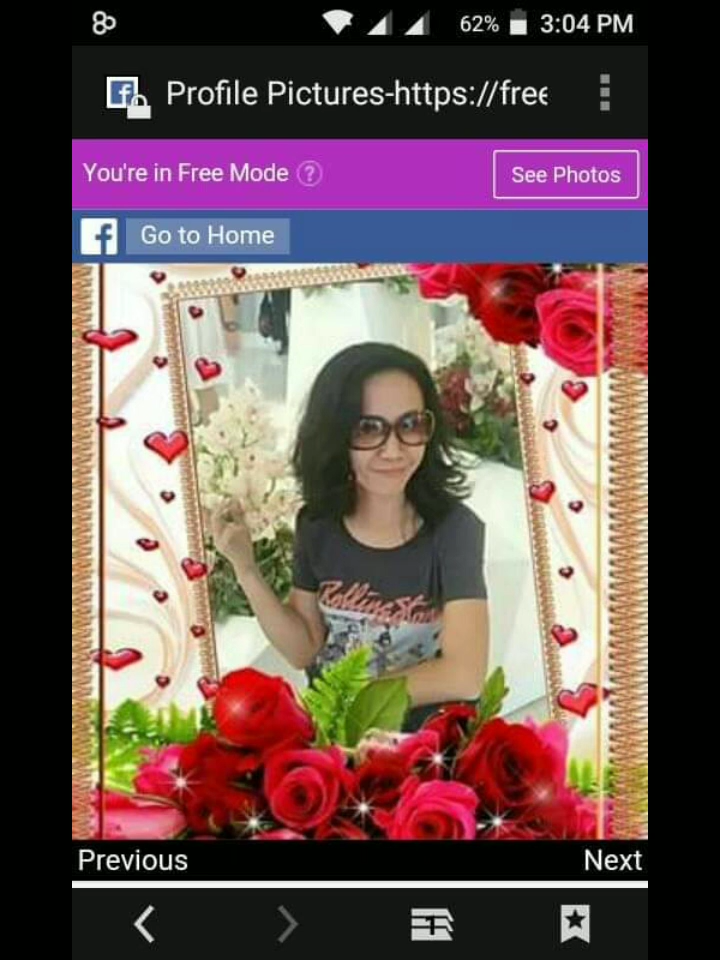 62% 3:04 PM
Profile Pictures-https://free
You're in Free Mode ?
See Photos
f Go to Home
Rolling Ston
Previous
Next